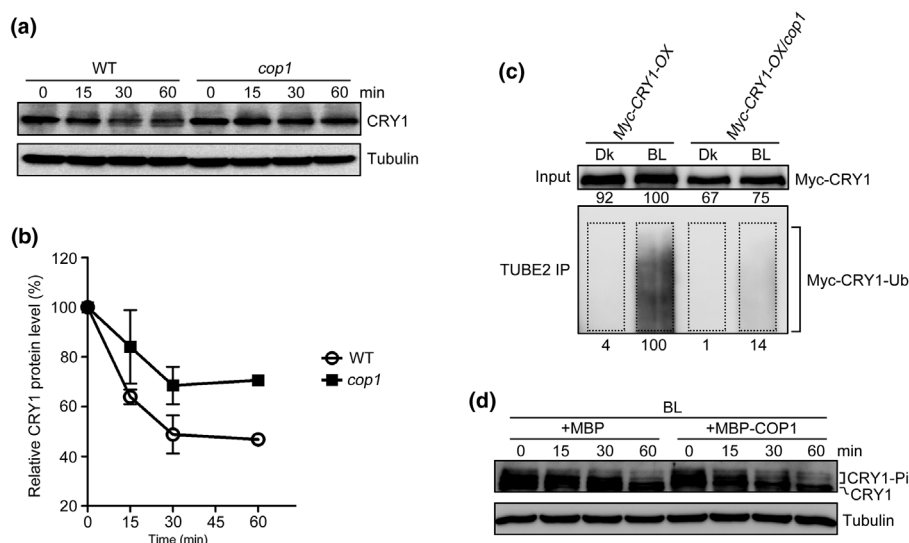 (a)
WT cop1
0 15 30 60 0 15 30 60 min
CRY1
Tubulin
(b)
Relative CRY1 protein level (%)
120
100
80
60
40
20
0 15 30 45 60
Time (min)
WT
cop1
(c)
Myc-CRY1-OX Myc-CRY1-OX/cop1
Dk BL Dk BL
Input Myc-CRY1
92 100 67 75
TUBE2 IP Myc-CRY1-Ub
4 100 1 14
(d)
BL
+MBP +MBP-COP1
0 15 30 60 0 15 30 60 min
CRY1-Pi
CRY1
Tubulin